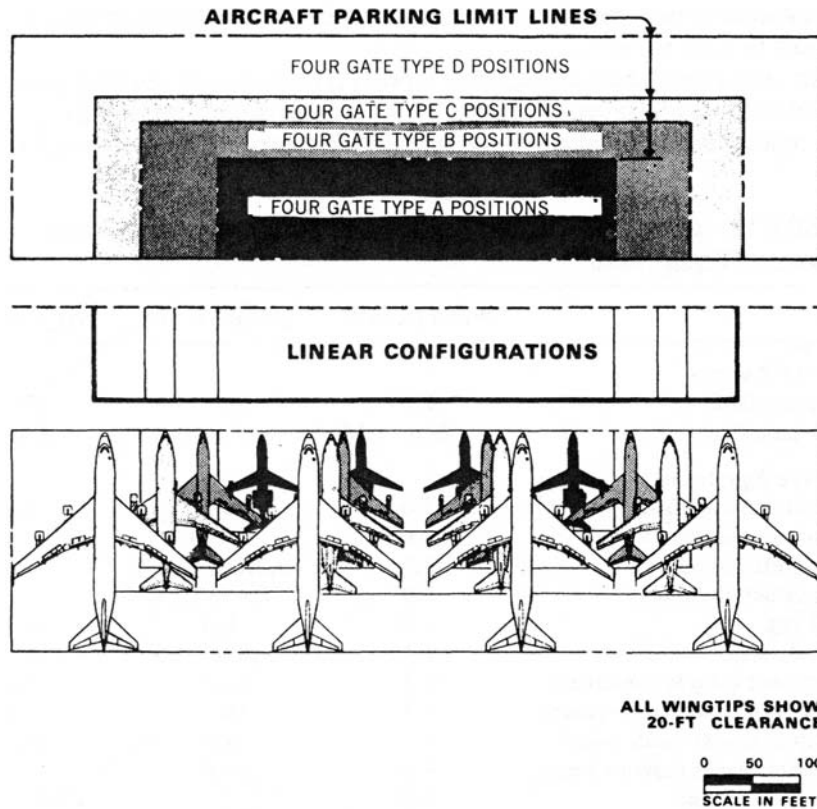 AIRCRAFT PARKING LIMIT LINES
FOUR GATE TYPE D POSITIONS
FOUR GATE TYPE C POSITIONS
FOUR GATE TYPE B POSITIONS
FOUR GATE TYPE A POSITIONS
LINEAR CONFIGURATIONS
ALL WINGTIPS SHOW
20-FT CLEARANCE
0 50 100
SCALE IN FEET